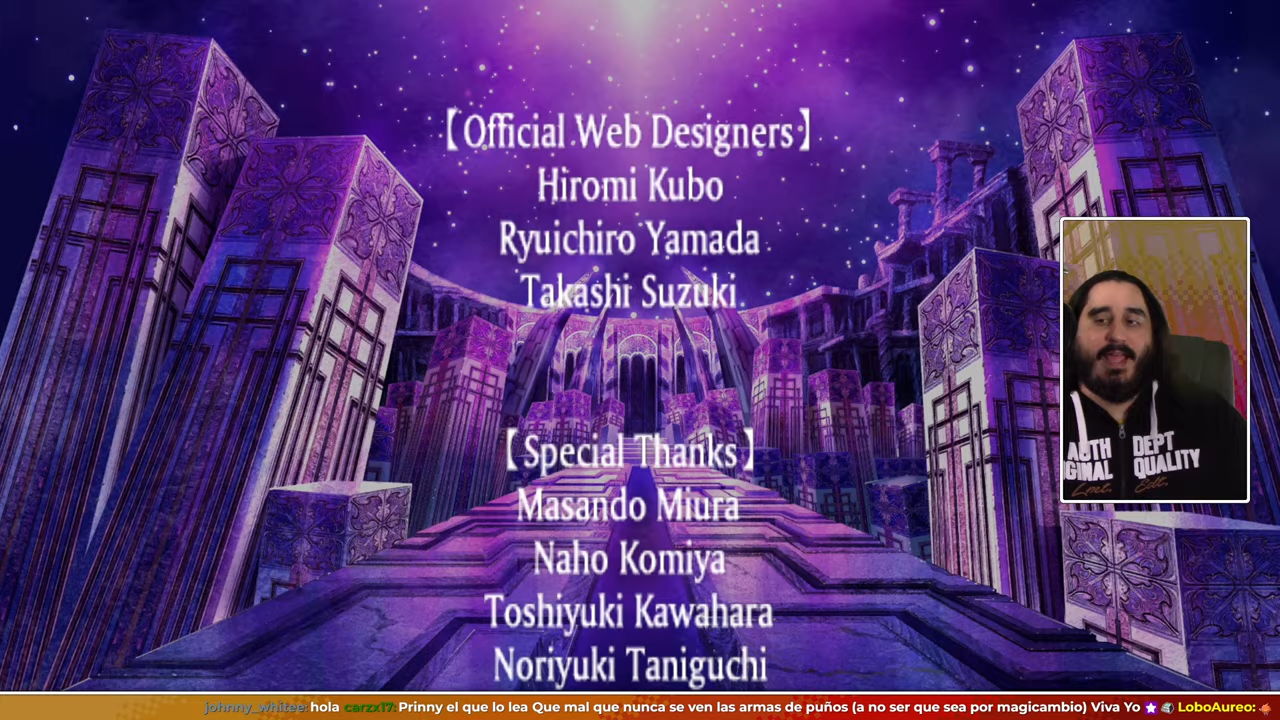 【Official Web Designers】
Hiromi Kubo
Ryuichiro Yamada
Takashi Suzuki
【Special Thanks】
Masando Miura
Naho Komiya
Toshiyuki Kawahara
Noriyuki Taniguchi
AUTH DEPT
IGINAL QUALITY
johnny_whitee: hola carzx17: Prinny el que lo lea Que mal que nunca se ven las armas de puños (a no ser que sea por magicambio) Viva Yo LoboAureo: